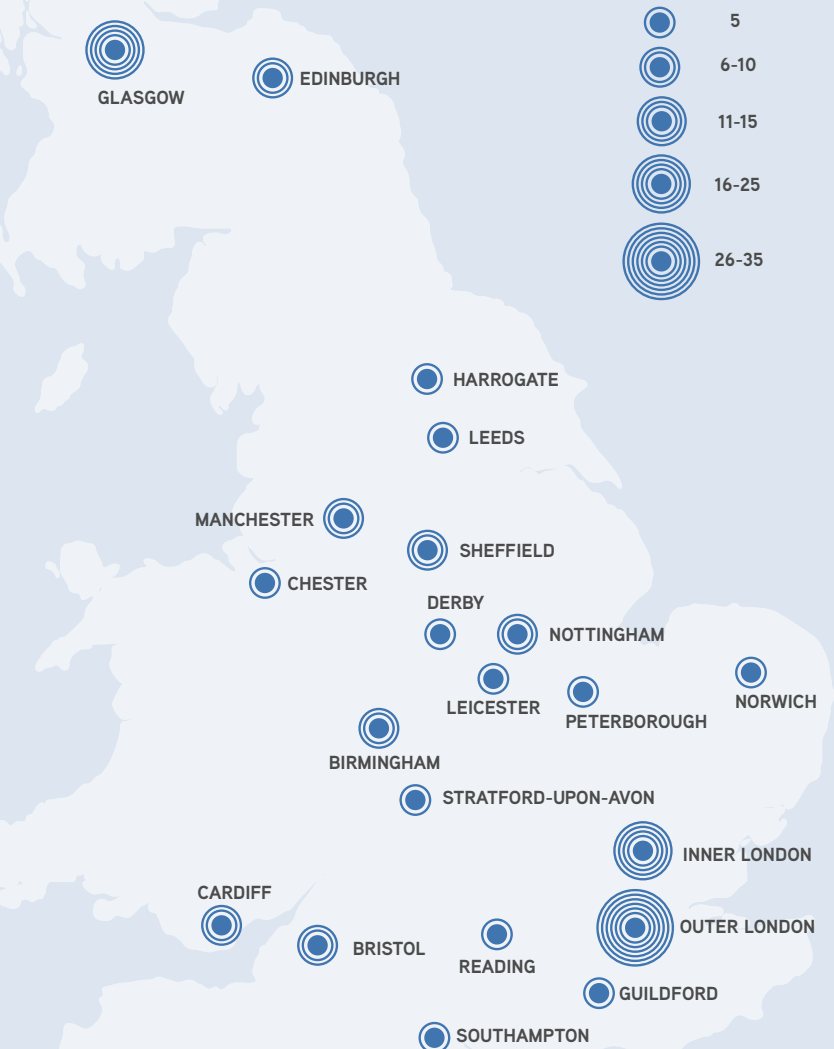 5
6-10
11-15
16-25
26-35
GLASGOW
EDINBURGH
HARROGATE
LEEDS
MANCHESTER
SHEFFIELD
CHESTER
DERBY
NOTTINGHAM
LEICESTER
PETERBOROUGH
NORWICH
BIRMINGHAM
STRATFORD-UPON-AVON
INNER LONDON
CARDIFF
OUTER LONDON
BRISTOL
READING
GUILDFORD
SOUTHAMPTON